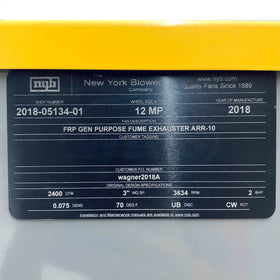 nyb The New York Blower Company www.nyb.com Quality Fans Since 1889
SHOP NUMBER WHEEL SIZE & TYPE YEAR OF MANUFACTURE
2018-05134-01 12 MP 2018
FAN DESCRIPTION
FRP GEN PURPOSE FUME EXHAUSTER ARR-10
CUSTOMER TAGGING
CUSTOMER P.O. NUMBER
wagner2018A
ORIGINAL DESIGN SPECIFICATIONS
2400 CFM 3" WG SP 3634 RPM 2 BHP
0.075 DENS 70 DEG F UB DISC CW ROT
Installation and Maintenance manuals are available at www.nyb.com